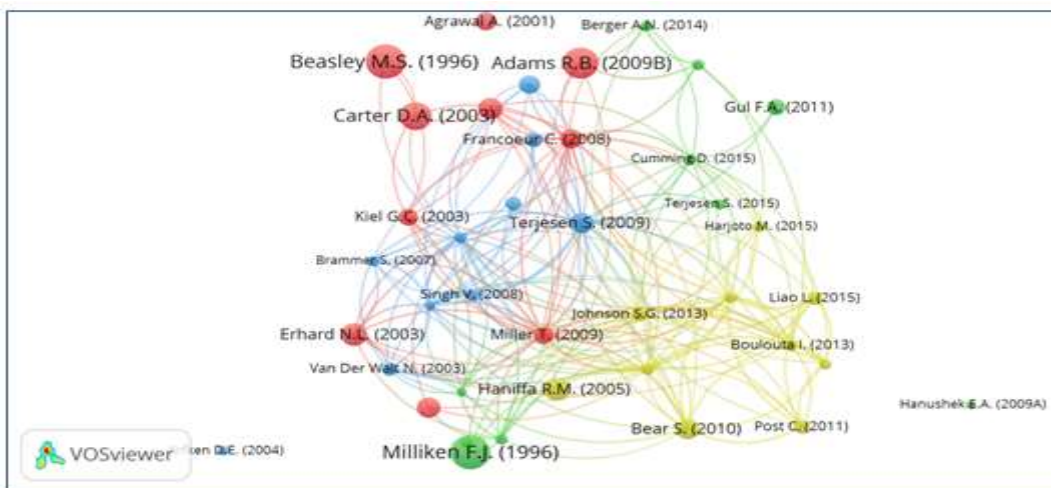 Agrawal A. (2001)
Berger A.N. (2014)
Beasley M.S. (1996)
Adams R.B. (2009B)
Gul F.A. (2011)
Carter D.A. (2003)
Francoeur C. (2008)
Cumming D. (2015)
Terjesen S. (2015)
Kiel G.C. (2003)
Terjesen S. (2009)
Harjoto M. (2015)
Brammer S. (2007)
Singh V. (2008)
Liao L. (2015)
Johnson S.G. (2013)
Erhard N.L. (2003)
Miller T. (2009)
Boulouta I. (2013)
Van Der Walt N. (2003)
Haniffa R.M. (2005)
Hanushek E.A. (2009A)
Bear S. (2010)
Post C. (2011)
Milliken F.J. (1996)
D.E. (2004)
VOSviewer